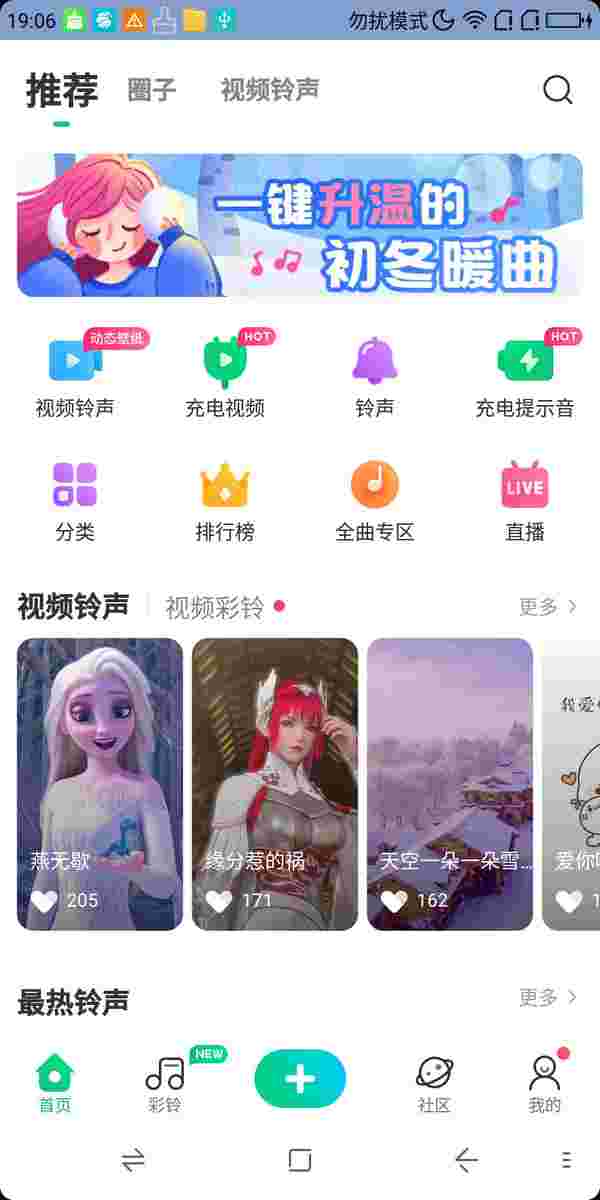 19:06 勿扰模式
推荐 圈子 视频铃声
一键升温的
初冬暖曲
动态壁纸 HOT HOT
视频铃声 充电视频 铃声 充电提示音
LIVE
分类 排行榜 全曲专区 直播
视频铃声 视频彩铃 更多
我爱
燕无歇 缘分惹的祸 天空一朵一朵雪... 爱你
205 171 162 1
最热铃声 更多
NEW
首页 彩铃 社区 我的